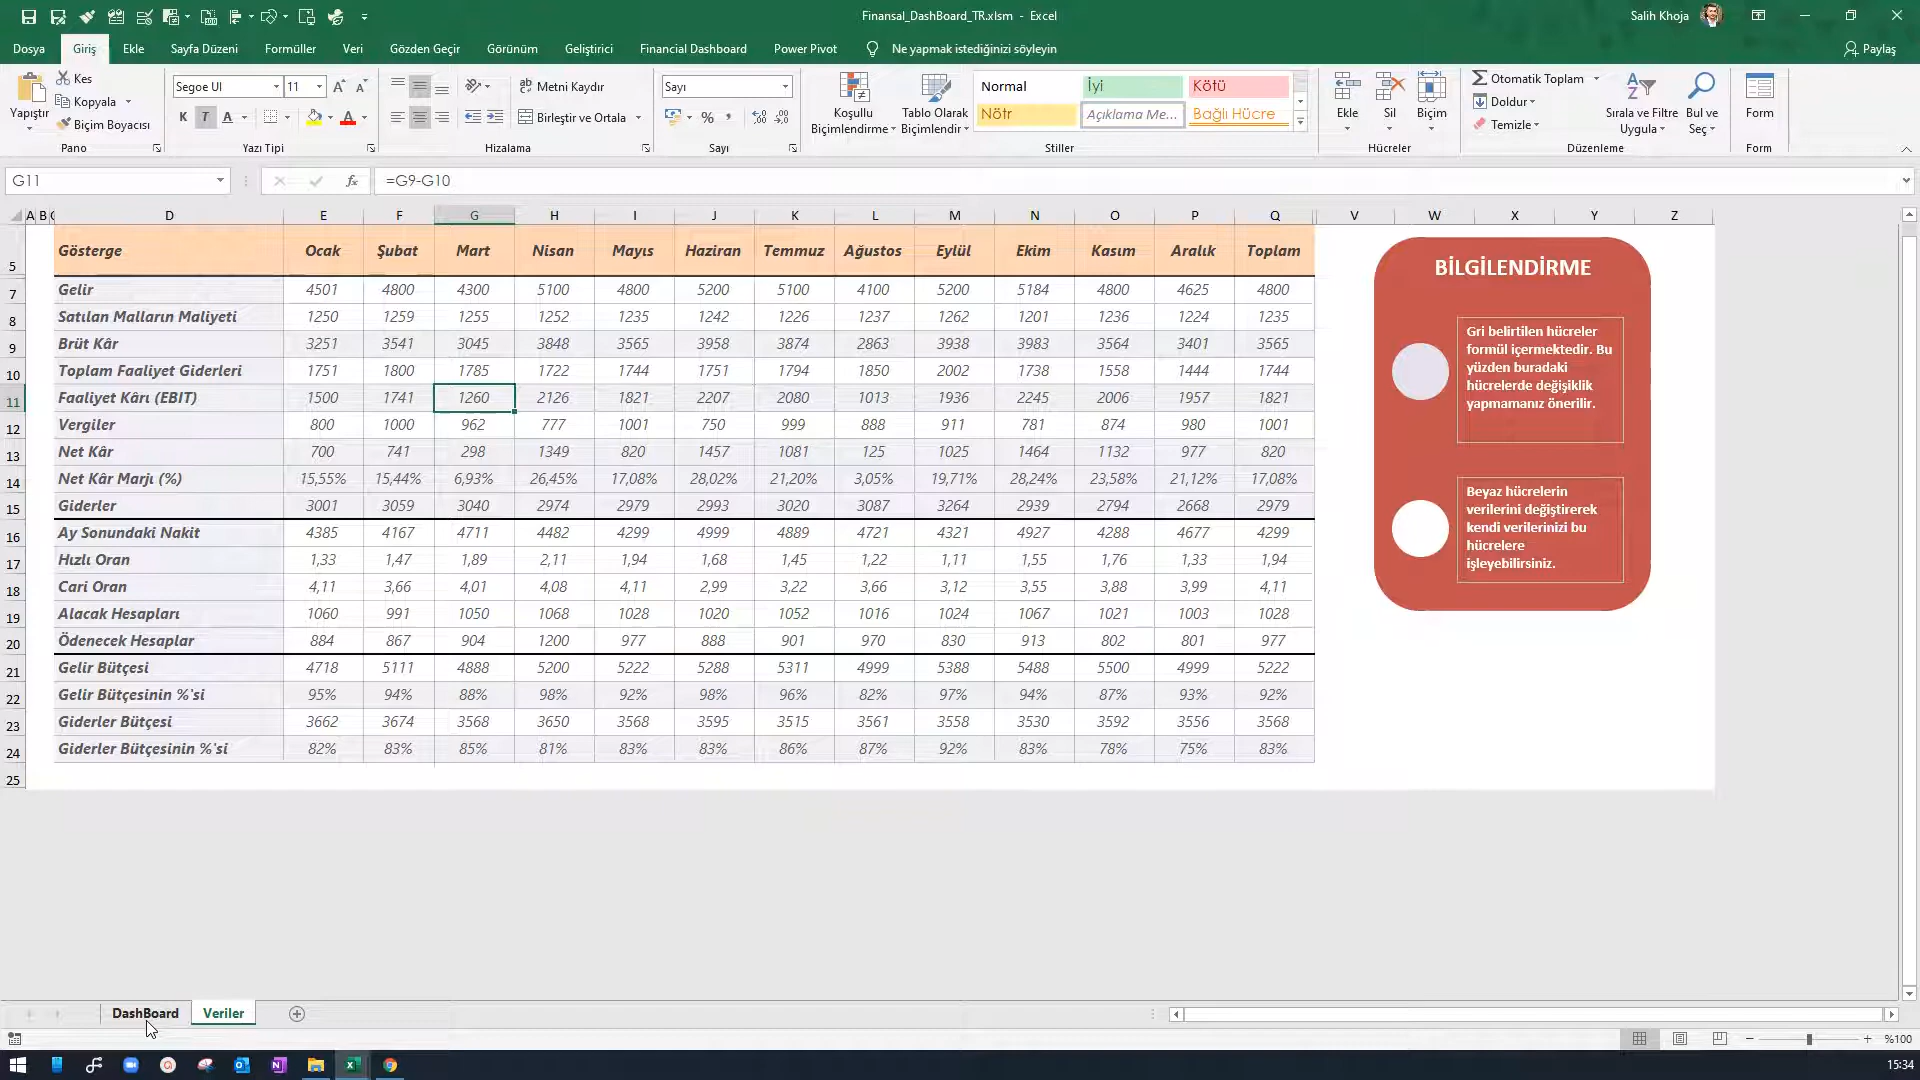 Finansal_DashBoard_TR.xlsm - Excel
Salih Khoja
Dosya Giriş Ekle Sayfa Düzeni Formüller Veri Gözden Geçir Görünüm Geliştirici Financial Dashboard Power Pivot Ne yapmak istediğinizi söyleyin Paylaş
Yapıştır
Kes
Kopyala
Biçim Boyacısı
Pano
Segoe UI 11
K T A
Yazı Tipi
Metni Kaydır
Birleştir ve Ortala
Hizalama
Sayı
Sayı
Koşullu Biçimlendirme
Tablo Olarak Biçimlendir
Normal İyi Kötü
Nötr Açıklama Me... Bağlı Hücre
Stiller
Ekle Sil Biçim
Hücreler
Otomatik Toplam
Doldur
Temizle
Sırala ve Filtre Uygula
Bul ve Seç
Düzenleme
Form
Form
G11 fx =G9-G10
A B C D E F G H I J K L M N O P Q V W X Y Z
5 Gösterge Ocak Şubat Mart Nisan Mayıs Haziran Temmuz Ağustos Eylül Ekim Kasım Aralık Toplam
7 Gelir 4501 4800 4300 5100 4800 5200 5100 4100 5200 5184 4800 4625 4800
8 Satılan Malların Maliyeti 1250 1259 1255 1252 1235 1242 1226 1237 1262 1201 1236 1224 1235
9 Brüt Kâr 3251 3541 3045 3848 3565 3958 3874 2863 3938 3983 3564 3401 3565
10 Toplam Faaliyet Giderleri 1751 1800 1785 1722 1744 1751 1794 1850 2002 1738 1558 1444 1744
11 Faaliyet Kârı (EBIT) 1500 1741 1260 2126 1821 2207 2080 1013 1936 2245 2006 1957 1821
12 Vergiler 800 1000 962 777 1001 750 999 888 911 781 874 980 1001
13 Net Kâr 700 741 298 1349 820 1457 1081 125 1025 1464 1132 977 820
14 Net Kâr Marjı (%) 15,55% 15,44% 6,93% 26,45% 17,08% 28,02% 21,20% 3,05% 19,71% 28,24% 23,58% 21,12% 17,08%
15 Giderler 3001 3059 3040 2974 2979 2993 3020 3087 3264 2939 2794 2668 2979
16 Ay Sonundaki Nakit 4385 4167 4711 4482 4299 4999 4889 4721 4321 4927 4288 4677 4299
17 Hızlı Oran 1,33 1,47 1,89 2,11 1,94 1,68 1,45 1,22 1,11 1,55 1,76 1,33 1,94
18 Cari Oran 4,11 3,66 4,01 4,08 4,11 2,99 3,22 3,66 3,12 3,55 3,88 3,99 4,11
19 Alacak Hesapları 1060 991 1050 1068 1028 1020 1052 1016 1024 1067 1021 1003 1028
20 Ödenecek Hesaplar 884 867 904 1200 977 888 901 970 830 913 802 801 977
21 Gelir Bütçesi 4718 5111 4888 5200 5222 5288 5311 4999 5388 5488 5500 4999 5222
22 Gelir Bütçesinin %'si 95% 94% 88% 98% 92% 98% 96% 82% 97% 94% 87% 93% 92%
23 Giderler Bütçesi 3662 3674 3568 3650 3568 3595 3515 3561 3558 3530 3592 3556 3568
24 Giderler Bütçesinin %'si 82% 83% 85% 81% 83% 83% 86% 87% 92% 83% 78% 75% 83%
25
BİLGİLENDİRME
Gri belirtilen hücreler
formül içermektedir. Bu
yüzden buradaki
hücrelerde değişiklik
yapmamanız önerilir.
Beyaz hücrelerin
verilerini değiştirerek
kendi verilerinizi bu
hücrelere
işleyebilirsiniz.
DashBoard Veriler
%100
15:34